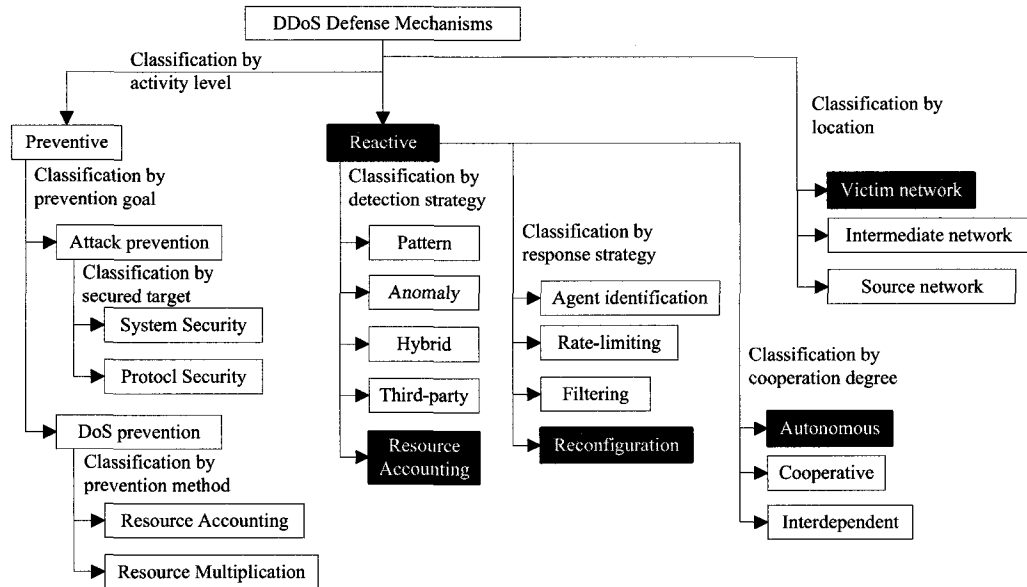 DDoS Defense Mechanisms
Classification by
activity level
Preventive
Classification by
prevention goal
Attack prevention
Classification by
secured target
System Security
Protocl Security
DoS prevention
Classification by
prevention method
Resource Accounting
Resource Multiplication
Reactive
Classification by
detection strategy
Pattern
Anomaly
Hybrid
Third-party
Resource
Accounting
Classification by
response strategy
Agent identification
Rate-limiting
Filtering
Reconfiguration
Classification by
cooperation degree
Autonomous
Cooperative
Interdependent
Classification by
location
Victim network
Intermediate network
Source network